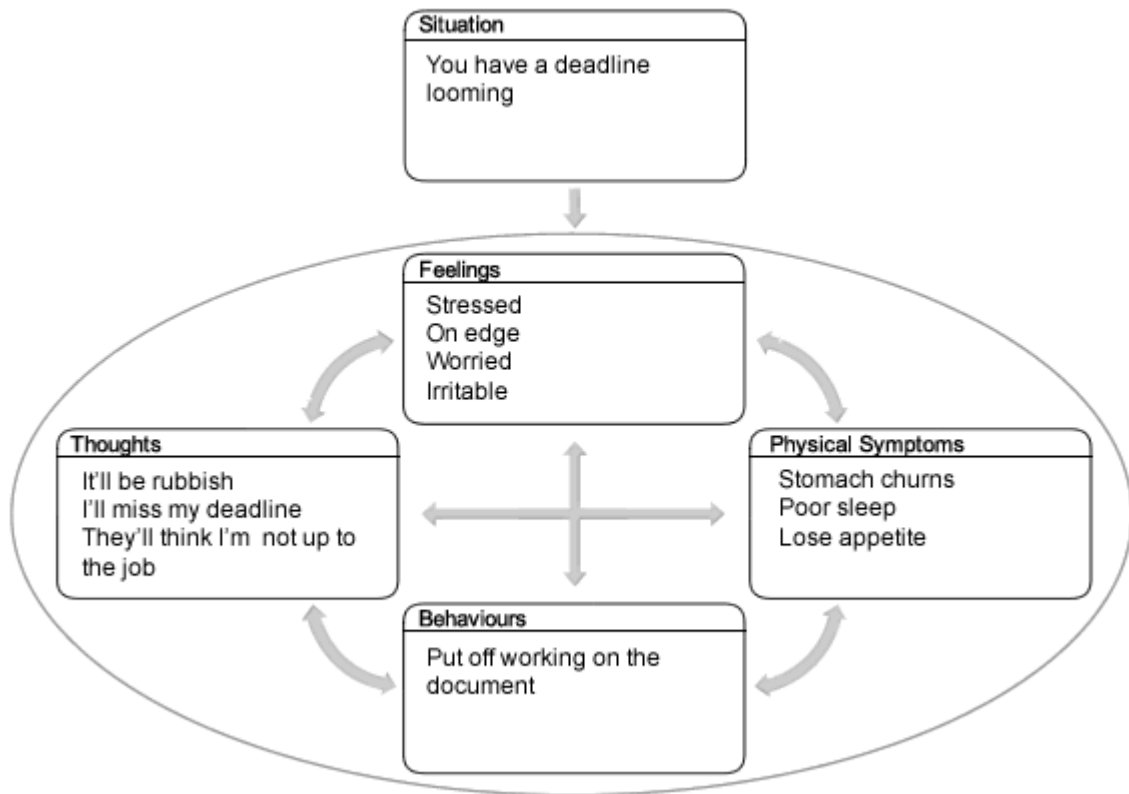 Situation
You have a deadline
looming
Feelings
Stressed
On edge
Worried
Irritable
Thoughts
It'll be rubbish
I'll miss my deadline
They'll think I'm  not up to
the job
Physical Symptoms
Stomach churns
Poor sleep
Lose appetite
Behaviours
Put off working on the
document